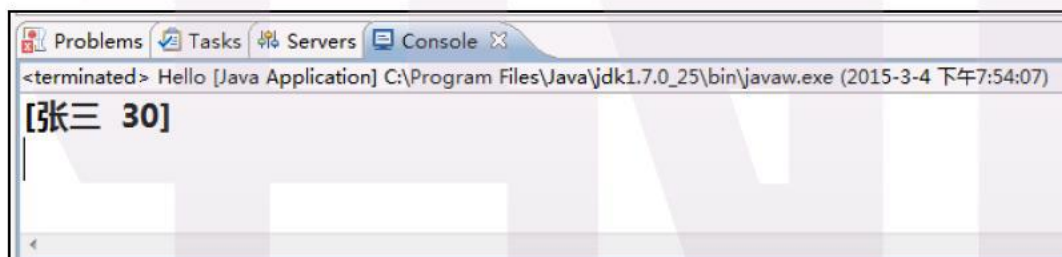 Problems Tasks Servers Console
<terminated> Hello [Java Application] C:\Program Files\Java\jdk1.7.0_25\bin\javaw.exe (2015-3-4 下午7:54:07)
[张三 30]